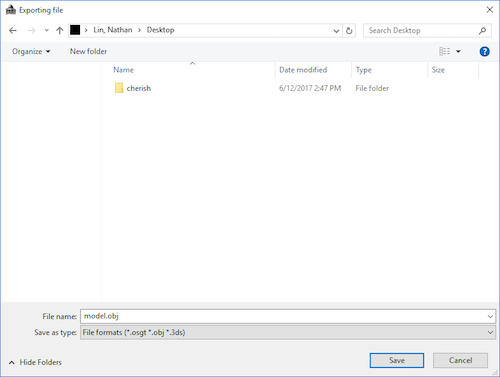 Exporting file
Lin, Nathan > Desktop
Search Desktop
Organize New folder
Name Date modified Type Size
cherish 6/12/2017 2:47 PM File folder
File name: model.obj
Save as type: File formats (*.osgt *.obj *.3ds)
Hide Folders Save Cancel